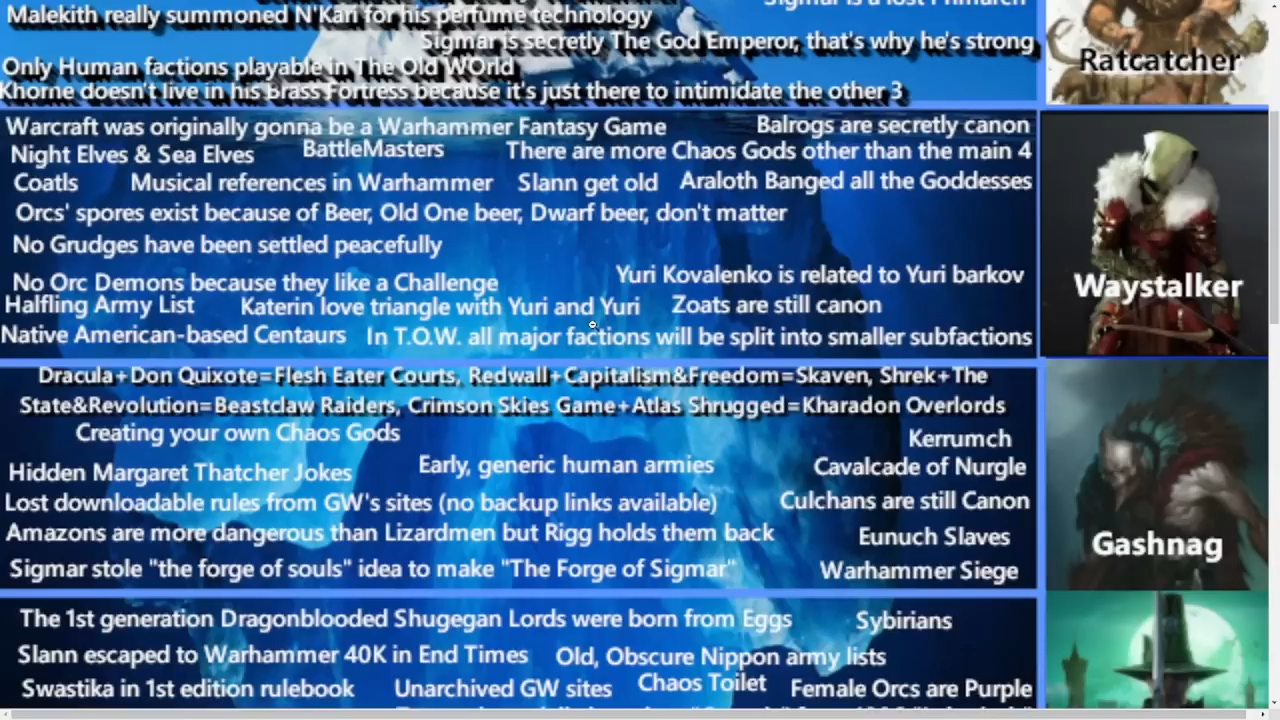 Malekith really summoned N'Kari for his perfume technology
Sigmar is a lost Primarch
Sigmar is secretly The God Emperor, that's why he's strong
Only Human factions playable in The Old WOrld
Khorne doesn't live in his Brass Fortress because it's just there to intimidate the other 3
Ratcatcher
Warcraft was originally gonna be a Warhammer Fantasy Game
Balrogs are secretly canon
Night Elves & Sea Elves
BattleMasters
There are more Chaos Gods other than the main 4
Coatls
Musical references in Warhammer
Slann get old
Araloth Banged all the Goddesses
Orcs' spores exist because of Beer, Old One beer, Dwarf beer, don't matter
No Grudges have been settled peacefully
No Orc Demons because they like a Challenge
Yuri Kovalenko is related to Yuri barkov
Halfling Army List
Katerin love triangle with Yuri and Yuri
Zoats are still canon
Native American-based Centaurs
In T.O.W. all major factions will be split into smaller subfactions
Waystalker
Dracula+Don Quixote=Flesh Eater Courts, Redwall+Capitalism&Freedom=Skaven, Shrek+The
State&Revolution=Beastclaw Raiders, Crimson Skies Game+Atlas Shrugged=Kharadon Overlords
Creating your own Chaos Gods
Kerrumch
Hidden Margaret Thatcher Jokes
Early, generic human armies
Cavalcade of Nurgle
Lost downloadable rules from GW's sites (no backup links available)
Culchans are still Canon
Amazons are more dangerous than Lizardmen but Rigg holds them back
Eunuch Slaves
Sigmar stole "the forge of souls" idea to make "The Forge of Sigmar"
Warhammer Siege
Gashnag
The 1st generation Dragonblooded Shugegan Lords were born from Eggs
Sybirians
Slann escaped to Warhammer 40K in End Times
Old, Obscure Nippon army lists
Swastika in 1st edition rulebook
Unarchived GW sites
Chaos Toilet
Female Orcs are Purple